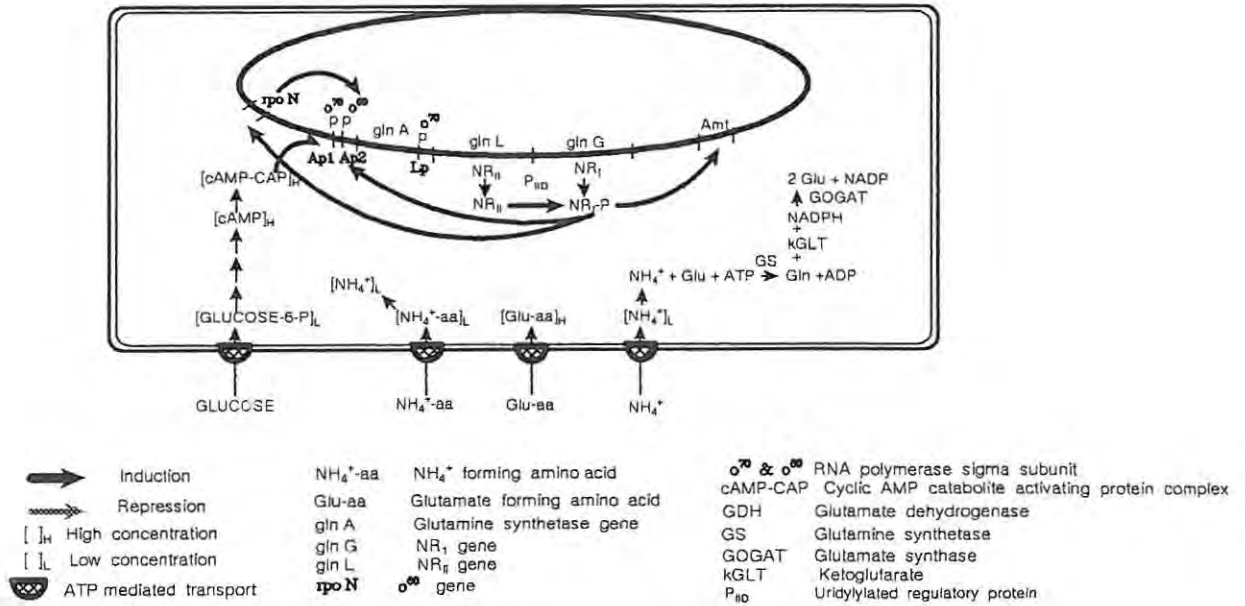 rpo N
σ⁷⁰ σ⁶⁰
P P
gln A
σ⁷⁰
P
gln L
gln G
Amt
Ap1 Ap2
Lp
[cAMP-CAP]H
[cAMP]H
[GLUCOSE-6-P]L
GLUCOSE
NRII
PIID
NRI
NRII
NRI-P
2 Glu + NADP
GOGAT
NADPH
+
kGLT
+
GS
NH₄⁺ + Glu + ATP
Gln +ADP
[NH₄⁺]L
[NH₄⁺-aa]L
[Glu-aa]H
[NH₄⁺]L
NH₄⁺-aa
Glu-aa
NH₄⁺
Induction
Repression
[ ]H High concentration
[ ]L Low concentration
ATP mediated transport
NH₄⁺-aa NH₄⁺ forming amino acid
Glu-aa Glutamate forming amino acid
gln A Glutamine synthetase gene
gln G NRI gene
gln L NRII gene
rpo N σ⁶⁰ gene
σ⁷⁰ & σ⁶⁰ RNA polymerase sigma subunit
cAMP-CAP Cyclic AMP catabolite activating protein complex
GDH Glutamate dehydrogenase
GS Glutamine synthetase
GOGAT Glutamate synthase
kGLT Ketoglutarate
PIID Uridylylated regulatory protein